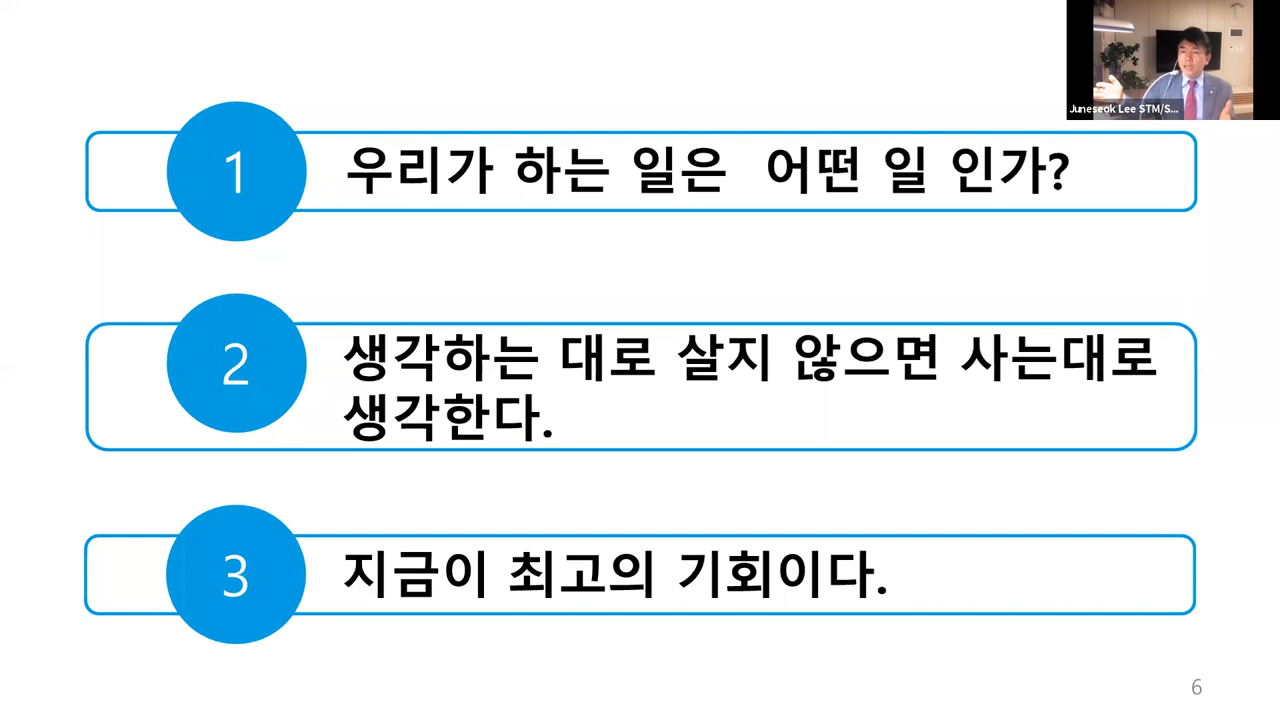 Juneseok Lee STM/S...
1
우리가 하는 일은 어떤 일 인가?
2
생각하는 대로 살지 않으면 사는대로
생각한다.
3
지금이 최고의 기회이다.
6